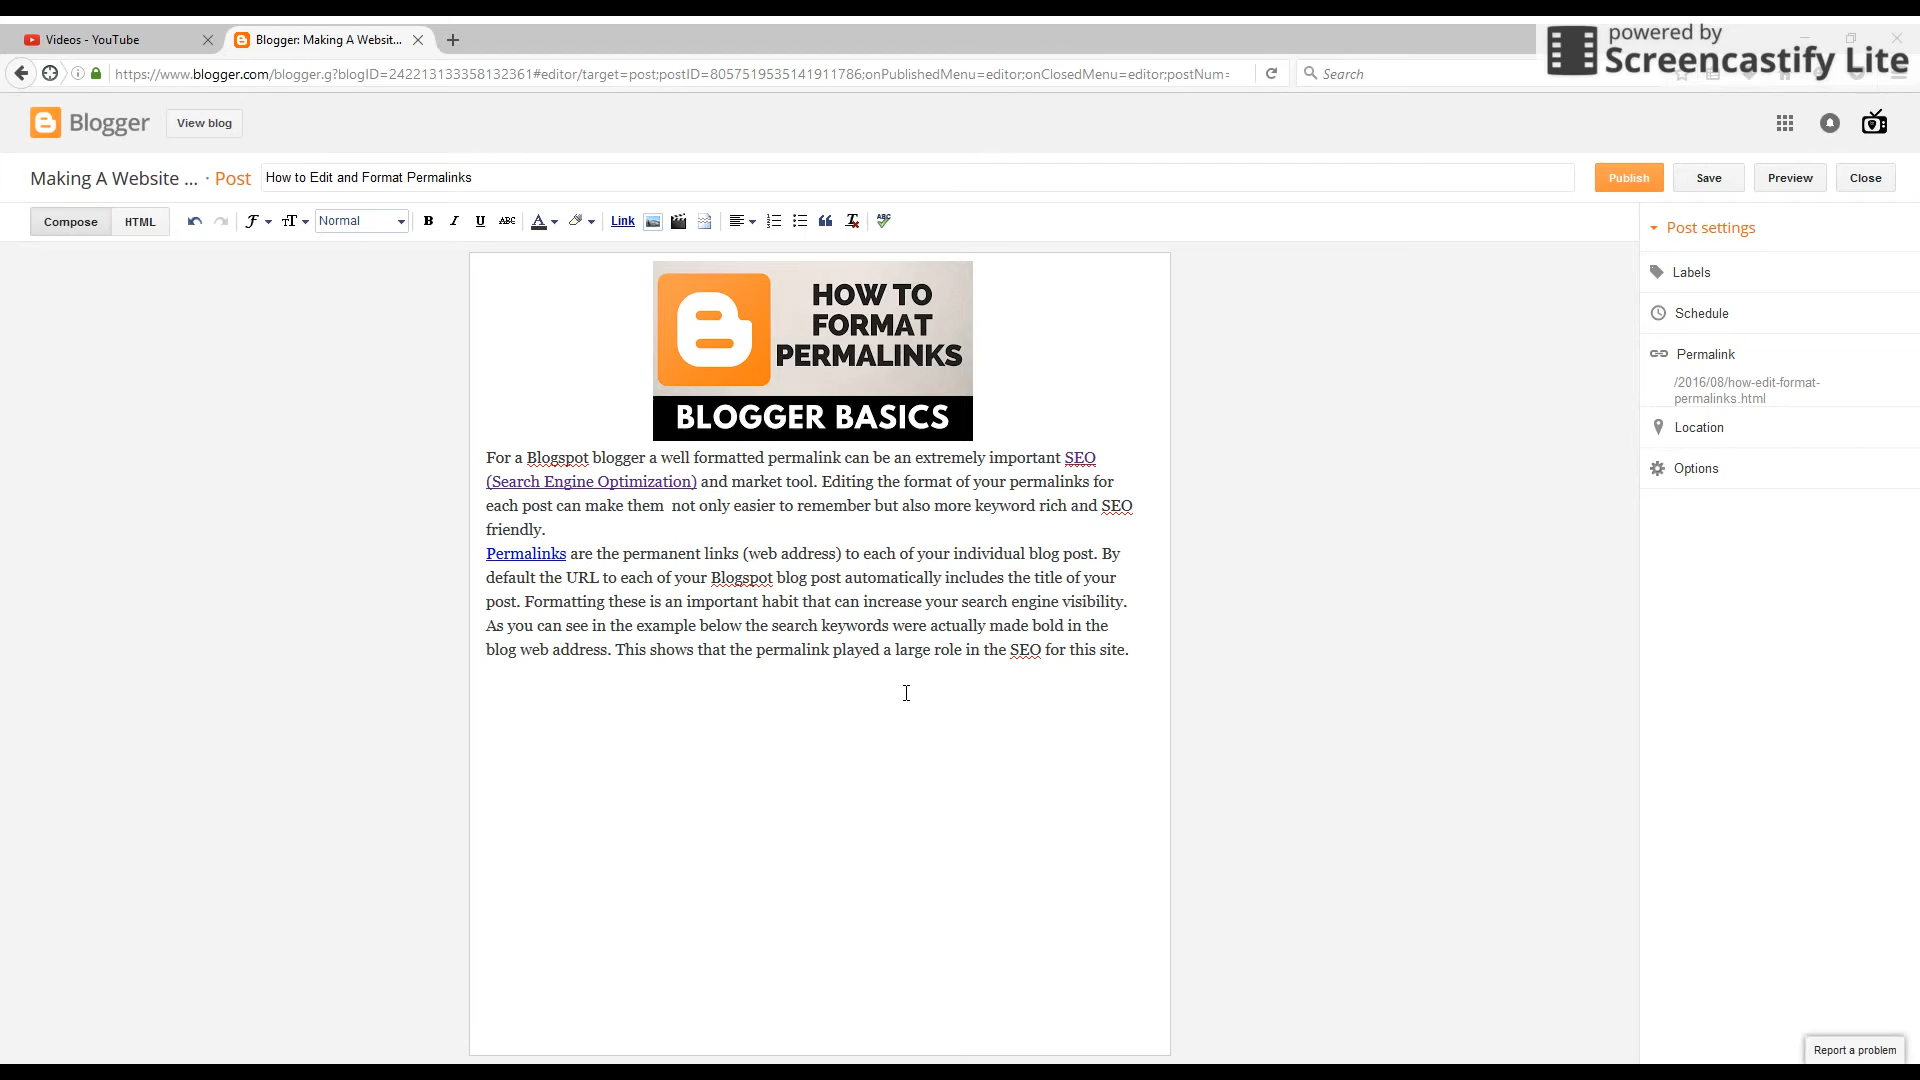 powered by
Screencastify Lite
Videos - YouTube
Blogger: Making A Websit...
https://www.blogger.com/blogger.g?blogID=242213133358132361#editor/target=post;postID=8057519535141911786;onPublishedMenu=editor;onClosedMenu=editor;postNum=
Search
Blogger
View blog
Making A Website ... · Post
How to Edit and Format Permalinks
Publish
Save
Preview
Close
Compose
HTML
Normal
B
I
U
ABC
A
Link
ABC
HOW TO
FORMAT
PERMALINKS
BLOGGER BASICS
For a Blogspot blogger a well formatted permalink can be an extremely important SEO
(Search Engine Optimization) and market tool. Editing the format of your permalinks for
each post can make them  not only easier to remember but also more keyword rich and SEO
friendly.
Permalinks are the permanent links (web address) to each of your individual blog post. By
default the URL to each of your Blogspot blog post automatically includes the title of your
post. Formatting these is an important habit that can increase your search engine visibility.
As you can see in the example below the search keywords were actually made bold in the
blog web address. This shows that the permalink played a large role in the SEO for this site.
Post settings
Labels
Schedule
Permalink
/2016/08/how-edit-format-
permalinks.html
Location
Options
Report a problem